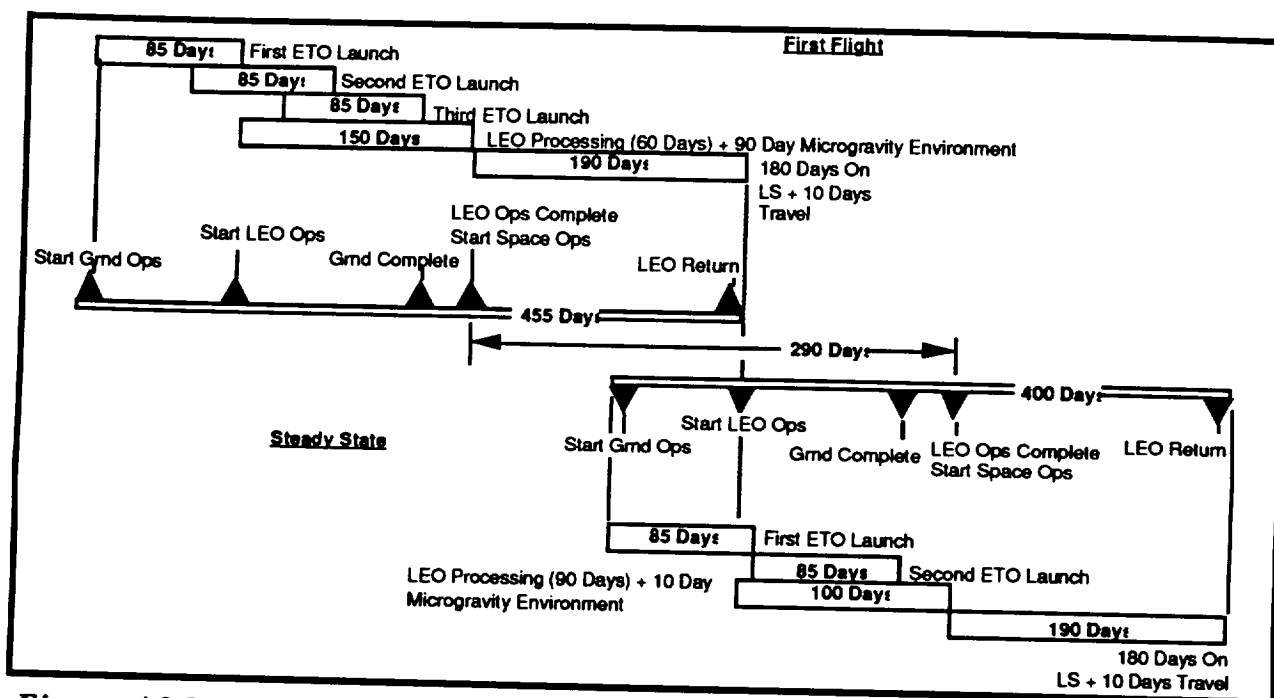 First Flight
85 Days
First ETO Launch
85 Days
Second ETO Launch
85 Days
Third ETO Launch
150 Days
LEO Processing (60 Days) + 90 Day Microgravity Environment
190 Days
180 Days On
LS + 10 Days
Travel
Start Grnd Ops
Start LEO Ops
Grnd Complete
LEO Ops Complete
Start Space Ops
LEO Return
455 Days
290 Days
400 Days
Steady State
Start Grnd Ops
Start LEO Ops
Grnd Complete
LEO Ops Complete
Start Space Ops
LEO Return
85 Days
First ETO Launch
85 Days
Second ETO Launch
LEO Processing (90 Days) + 10 Day
Microgravity Environment
100 Days
190 Days
180 Days On
LS + 10 Days Travel